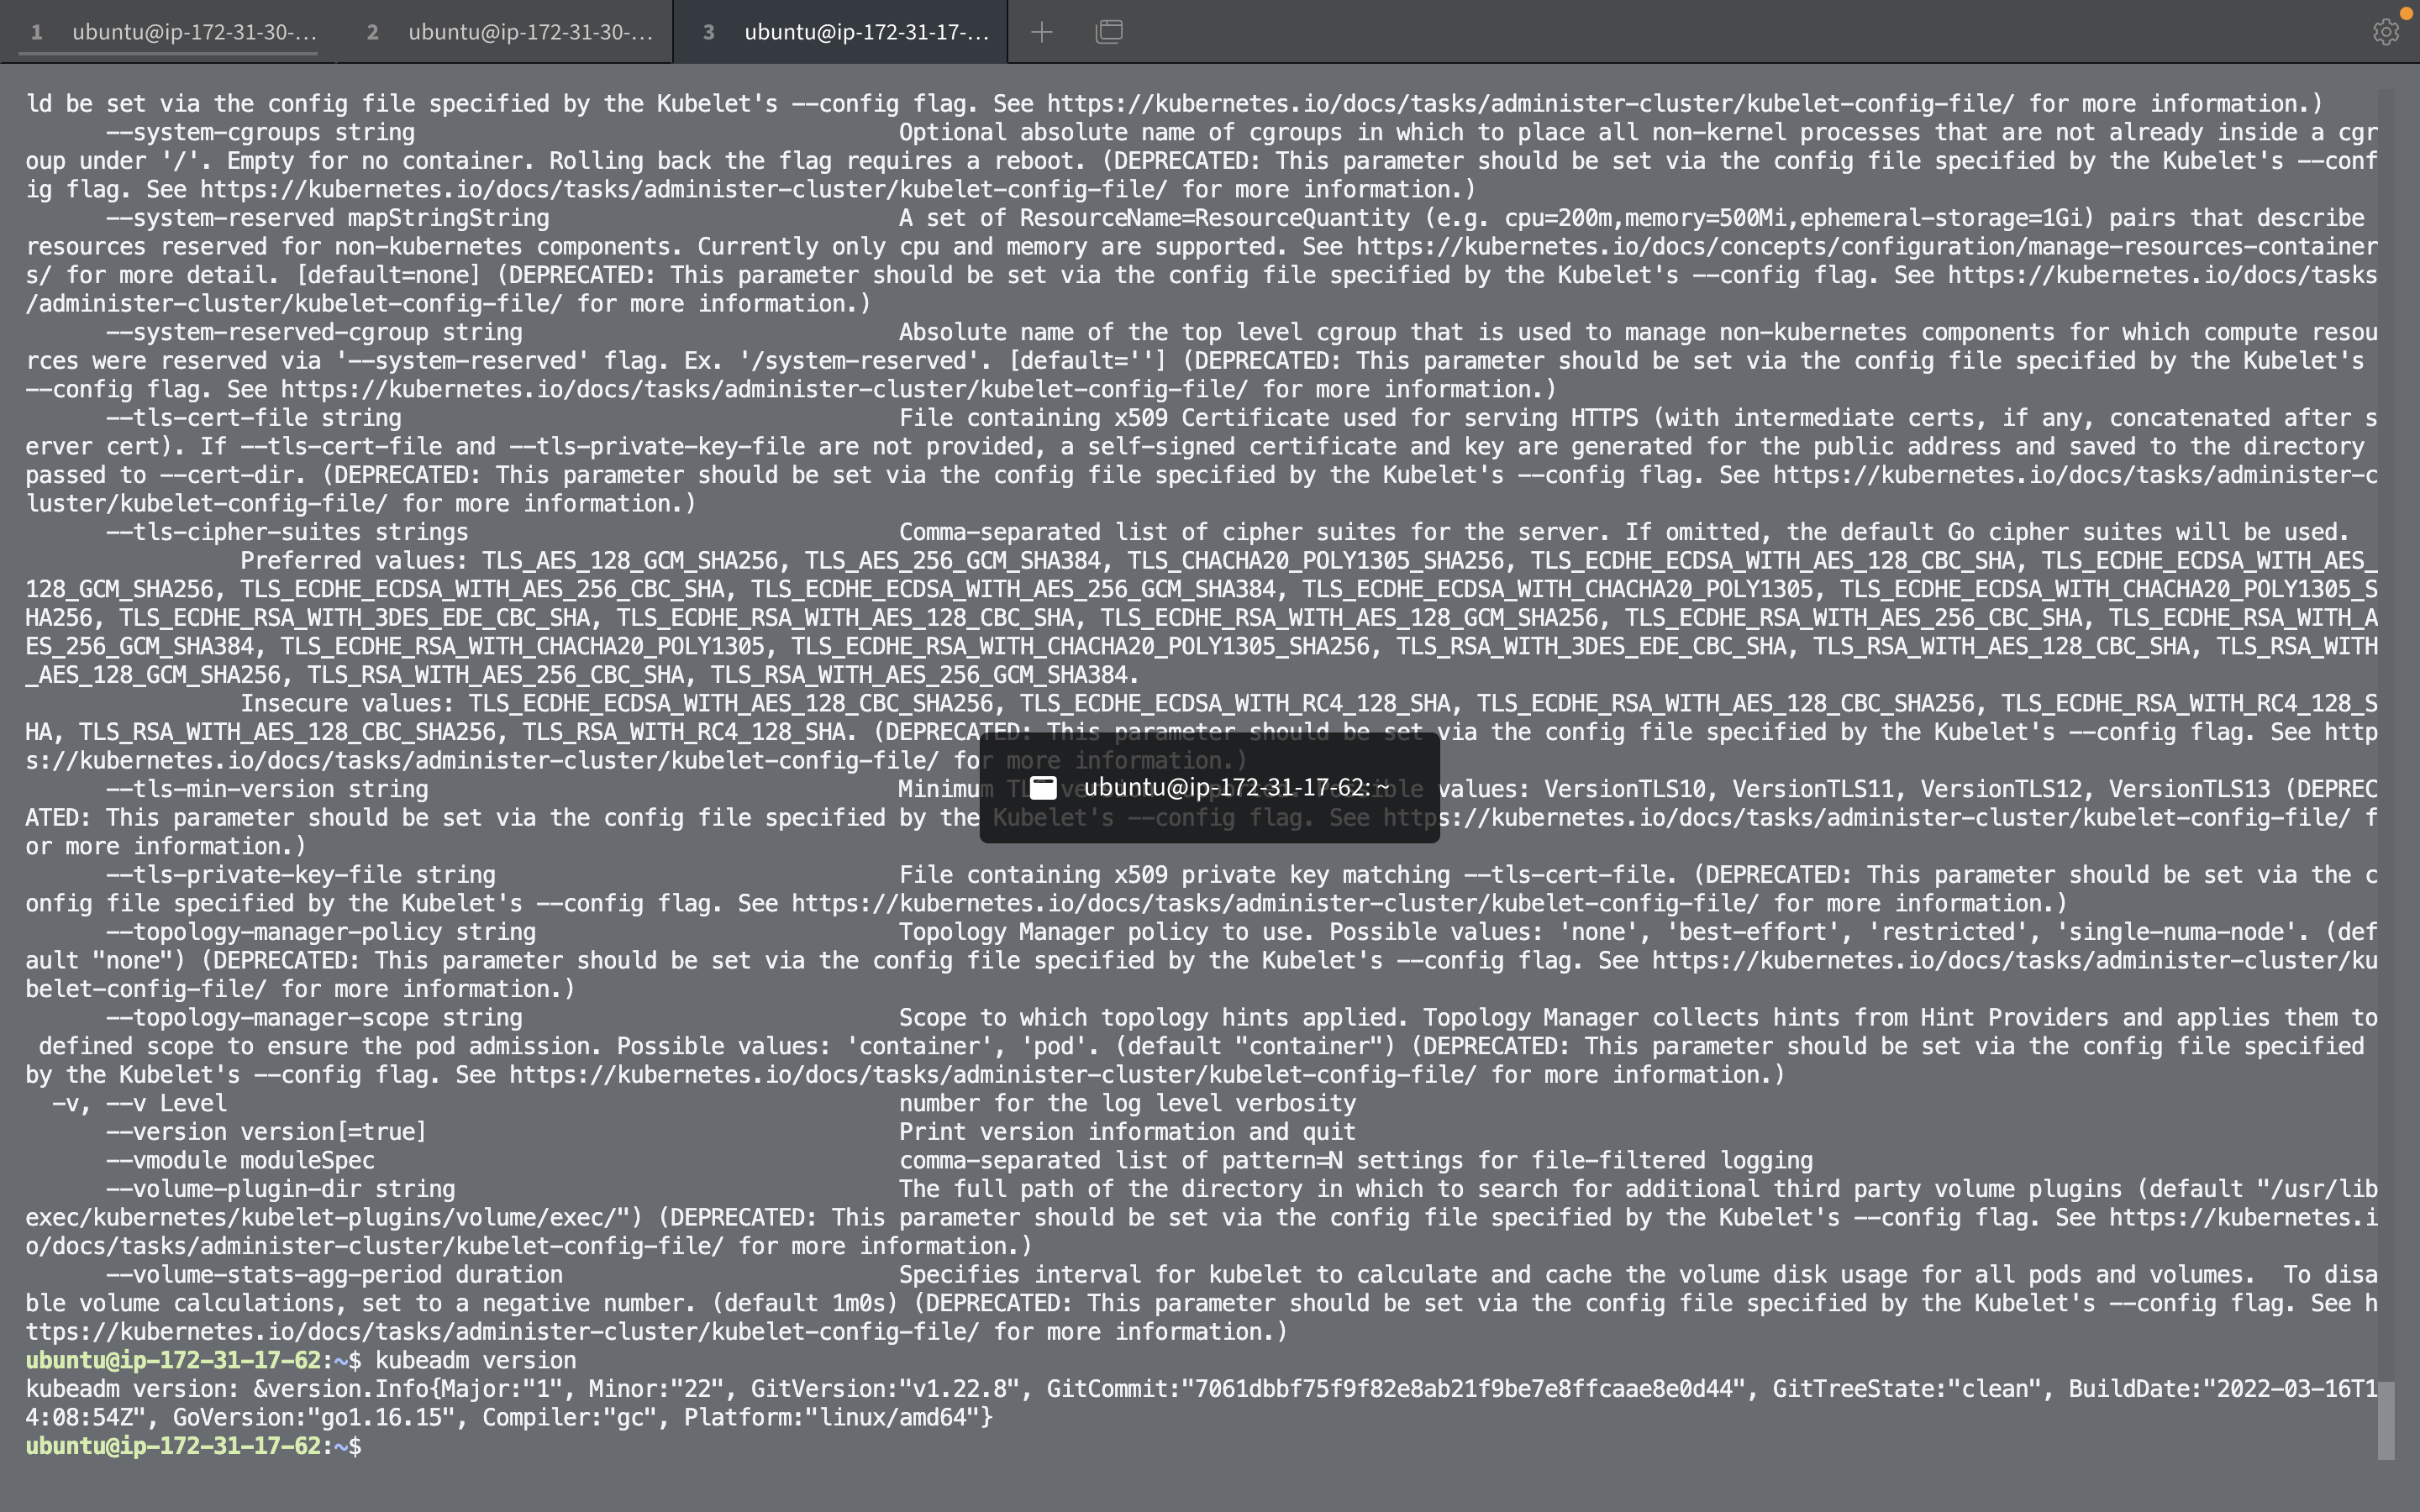 1 ubuntu@ip-172-31-30-... 2 ubuntu@ip-172-31-30-... 3 ubuntu@ip-172-31-17-...
ld be set via the config file specified by the Kubelet's --config flag. See https://kubernetes.io/docs/tasks/administer-cluster/kubelet-config-file/ for more information.)
--system-cgroups string Optional absolute name of cgroups in which to place all non-kernel processes that are not already inside a cgr
oup under '/'. Empty for no container. Rolling back the flag requires a reboot. (DEPRECATED: This parameter should be set via the config file specified by the Kubelet's --conf
ig flag. See https://kubernetes.io/docs/tasks/administer-cluster/kubelet-config-file/ for more information.)
--system-reserved mapStringString A set of ResourceName=ResourceQuantity (e.g. cpu=200m,memory=500Mi,ephemeral-storage=1Gi) pairs that describe
resources reserved for non-kubernetes components. Currently only cpu and memory are supported. See https://kubernetes.io/docs/concepts/configuration/manage-resources-container
s/ for more detail. [default=none] (DEPRECATED: This parameter should be set via the config file specified by the Kubelet's --config flag. See https://kubernetes.io/docs/tasks
/administer-cluster/kubelet-config-file/ for more information.)
--system-reserved-cgroup string Absolute name of the top level cgroup that is used to manage non-kubernetes components for which compute resou
rces were reserved via '--system-reserved' flag. Ex. '/system-reserved'. [default=''] (DEPRECATED: This parameter should be set via the config file specified by the Kubelet's
--config flag. See https://kubernetes.io/docs/tasks/administer-cluster/kubelet-config-file/ for more information.)
--tls-cert-file string File containing x509 Certificate used for serving HTTPS (with intermediate certs, if any, concatenated after s
erver cert). If --tls-cert-file and --tls-private-key-file are not provided, a self-signed certificate and key are generated for the public address and saved to the directory
passed to --cert-dir. (DEPRECATED: This parameter should be set via the config file specified by the Kubelet's --config flag. See https://kubernetes.io/docs/tasks/administer-c
luster/kubelet-config-file/ for more information.)
--tls-cipher-suites strings Comma-separated list of cipher suites for the server. If omitted, the default Go cipher suites will be used.
Preferred values: TLS_AES_128_GCM_SHA256, TLS_AES_256_GCM_SHA384, TLS_CHACHA20_POLY1305_SHA256, TLS_ECDHE_ECDSA_WITH_AES_128_CBC_SHA, TLS_ECDHE_ECDSA_WITH_AES_
128_GCM_SHA256, TLS_ECDHE_ECDSA_WITH_AES_256_CBC_SHA, TLS_ECDHE_ECDSA_WITH_AES_256_GCM_SHA384, TLS_ECDHE_ECDSA_WITH_CHACHA20_POLY1305, TLS_ECDHE_ECDSA_WITH_CHACHA20_POLY1305_S
HA256, TLS_ECDHE_RSA_WITH_3DES_EDE_CBC_SHA, TLS_ECDHE_RSA_WITH_AES_128_CBC_SHA, TLS_ECDHE_RSA_WITH_AES_128_GCM_SHA256, TLS_ECDHE_RSA_WITH_AES_256_CBC_SHA, TLS_ECDHE_RSA_WITH_A
ES_256_GCM_SHA384, TLS_ECDHE_RSA_WITH_CHACHA20_POLY1305, TLS_ECDHE_RSA_WITH_CHACHA20_POLY1305_SHA256, TLS_RSA_WITH_3DES_EDE_CBC_SHA, TLS_RSA_WITH_AES_128_CBC_SHA, TLS_RSA_WITH
_AES_128_GCM_SHA256, TLS_RSA_WITH_AES_256_CBC_SHA, TLS_RSA_WITH_AES_256_GCM_SHA384.
Insecure values: TLS_ECDHE_ECDSA_WITH_AES_128_CBC_SHA256, TLS_ECDHE_ECDSA_WITH_RC4_128_SHA, TLS_ECDHE_RSA_WITH_AES_128_CBC_SHA256, TLS_ECDHE_RSA_WITH_RC4_128_S
HA, TLS_RSA_WITH_AES_128_CBC_SHA256, TLS_RSA_WITH_RC4_128_SHA. (DEPRECATED: This parameter should be set via the config file specified by the Kubelet's --config flag. See http
s://kubernetes.io/docs/tasks/administer-cluster/kubelet-config-file/ for more information.)
--tls-min-version string Minimum values: VersionTLS10, VersionTLS11, VersionTLS12, VersionTLS13 (DEPREC
ubuntu@ip-172-31-17-62: ~
ATED: This parameter should be set via the config file specified by the Kubelet's --config flag. See https://kubernetes.io/docs/tasks/administer-cluster/kubelet-config-file/ f
or more information.)
--tls-private-key-file string File containing x509 private key matching --tls-cert-file. (DEPRECATED: This parameter should be set via the c
onfig file specified by the Kubelet's --config flag. See https://kubernetes.io/docs/tasks/administer-cluster/kubelet-config-file/ for more information.)
--topology-manager-policy string Topology Manager policy to use. Possible values: 'none', 'best-effort', 'restricted', 'single-numa-node'. (def
ault "none") (DEPRECATED: This parameter should be set via the config file specified by the Kubelet's --config flag. See https://kubernetes.io/docs/tasks/administer-cluster/ku
belet-config-file/ for more information.)
--topology-manager-scope string Scope to which topology hints applied. Topology Manager collects hints from Hint Providers and applies them to
defined scope to ensure the pod admission. Possible values: 'container', 'pod'. (default "container") (DEPRECATED: This parameter should be set via the config file specified
by the Kubelet's --config flag. See https://kubernetes.io/docs/tasks/administer-cluster/kubelet-config-file/ for more information.)
-v, --v Level number for the log level verbosity
--version version[=true] Print version information and quit
--vmodule moduleSpec comma-separated list of pattern=N settings for file-filtered logging
--volume-plugin-dir string The full path of the directory in which to search for additional third party volume plugins (default "/usr/lib
exec/kubernetes/kubelet-plugins/volume/exec/") (DEPRECATED: This parameter should be set via the config file specified by the Kubelet's --config flag. See https://kubernetes.i
o/docs/tasks/administer-cluster/kubelet-config-file/ for more information.)
--volume-stats-agg-period duration Specifies interval for kubelet to calculate and cache the volume disk usage for all pods and volumes.  To disa
ble volume calculations, set to a negative number. (default 1m0s) (DEPRECATED: This parameter should be set via the config file specified by the Kubelet's --config flag. See h
ttps://kubernetes.io/docs/tasks/administer-cluster/kubelet-config-file/ for more information.)
ubuntu@ip-172-31-17-62:~$ kubeadm version
kubeadm version: &version.Info{Major:"1", Minor:"22", GitVersion:"v1.22.8", GitCommit:"7061dbbf75f9f82e8ab21f9be7e8ffcaae8e0d44", GitTreeState:"clean", BuildDate:"2022-03-16T1
4:08:54Z", GoVersion:"go1.16.15", Compiler:"gc", Platform:"linux/amd64"}
ubuntu@ip-172-31-17-62:~$